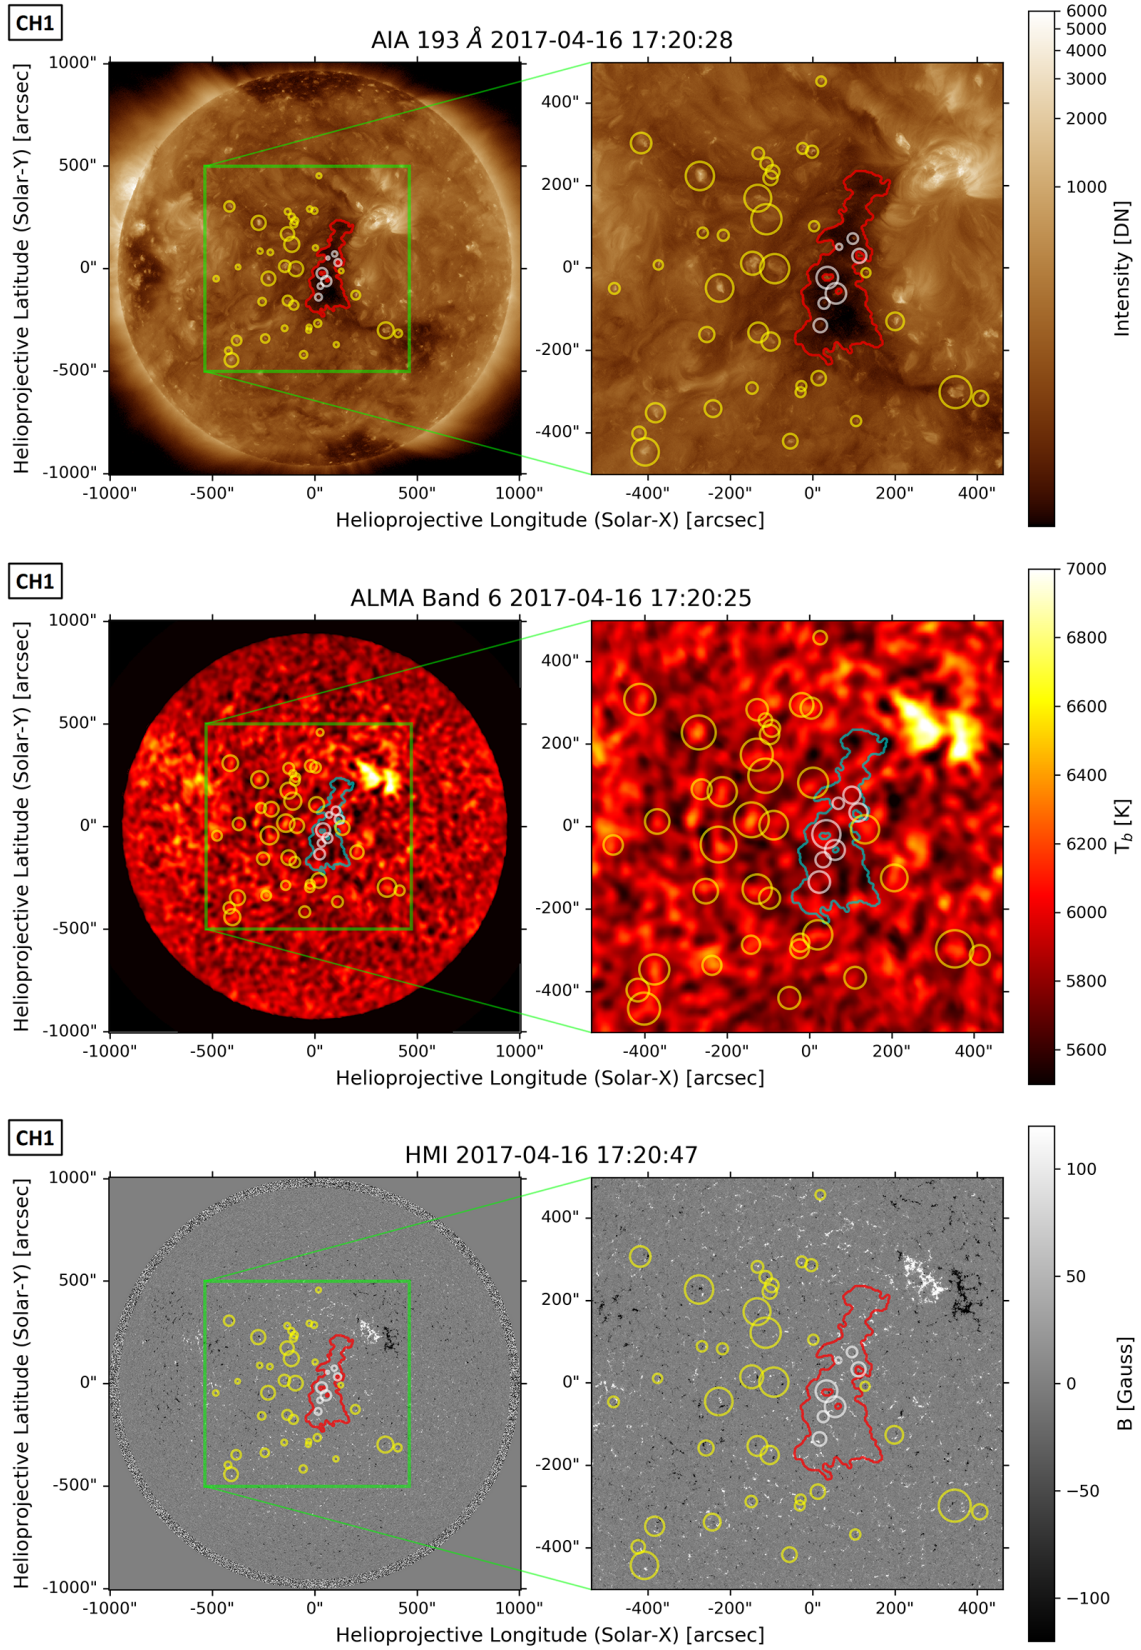 CH1
AIA 193 Å 2017-04-16 17:20:28
Helioprojective Latitude (Solar-Y) [arcsec]
1000"
500"
0"
-500"
-1000"
-1000" -500" 0" 500" 1000"
Helioprojective Longitude (Solar-X) [arcsec]
400"
200"
0"
-200"
-400"
-400" -200" 0" 200" 400"
6000
5000
4000
3000
2000
1000
Intensity [DN]
CH1
ALMA Band 6 2017-04-16 17:20:25
Helioprojective Latitude (Solar-Y) [arcsec]
1000"
500"
0"
-500"
-1000"
-1000" -500" 0" 500" 1000"
Helioprojective Longitude (Solar-X) [arcsec]
400"
200"
0"
-200"
-400"
-400" -200" 0" 200" 400"
7000
6800
6600
6400
6200
6000
5800
5600
Tb [K]
CH1
HMI 2017-04-16 17:20:47
Helioprojective Latitude (Solar-Y) [arcsec]
1000"
500"
0"
-500"
-1000"
-1000" -500" 0" 500" 1000"
Helioprojective Longitude (Solar-X) [arcsec]
400"
200"
0"
-200"
-400"
-400" -200" 0" 200" 400"
100
50
0
−50
−100
B [Gauss]